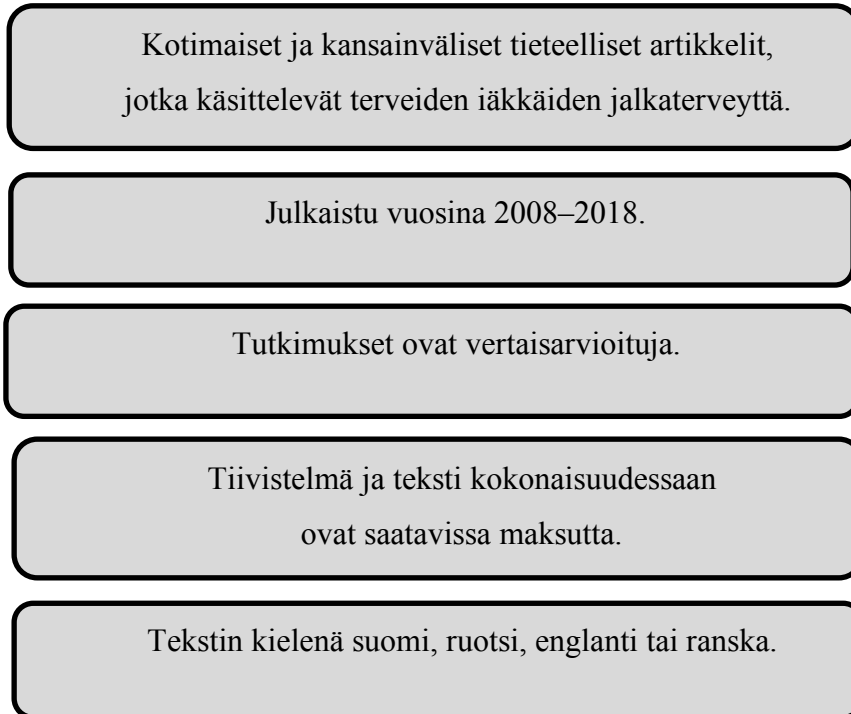 Kotimaiset ja kansainväliset tieteelliset artikkelit,
jotka käsittelevät terveiden iäkkäiden jalkaterveyttä.
Julkaistu vuosina 2008–2018.
Tutkimukset ovat vertaisarvioituja.
Tiivistelmä ja teksti kokonaisuudessaan
ovat saatavissa maksutta.
Tekstin kielenä suomi, ruotsi, englanti tai ranska.